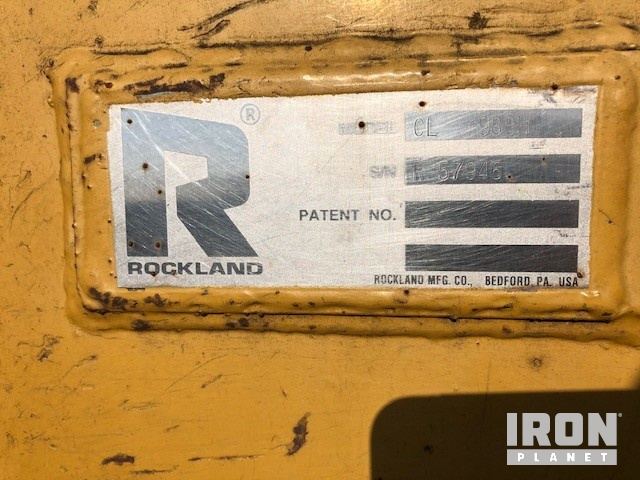 R®
CL
S/N
PATENT NO.
ROCKLAND
ROCKLAND MFG. CO., BEDFORD, PA. USA
IRON
PLANET